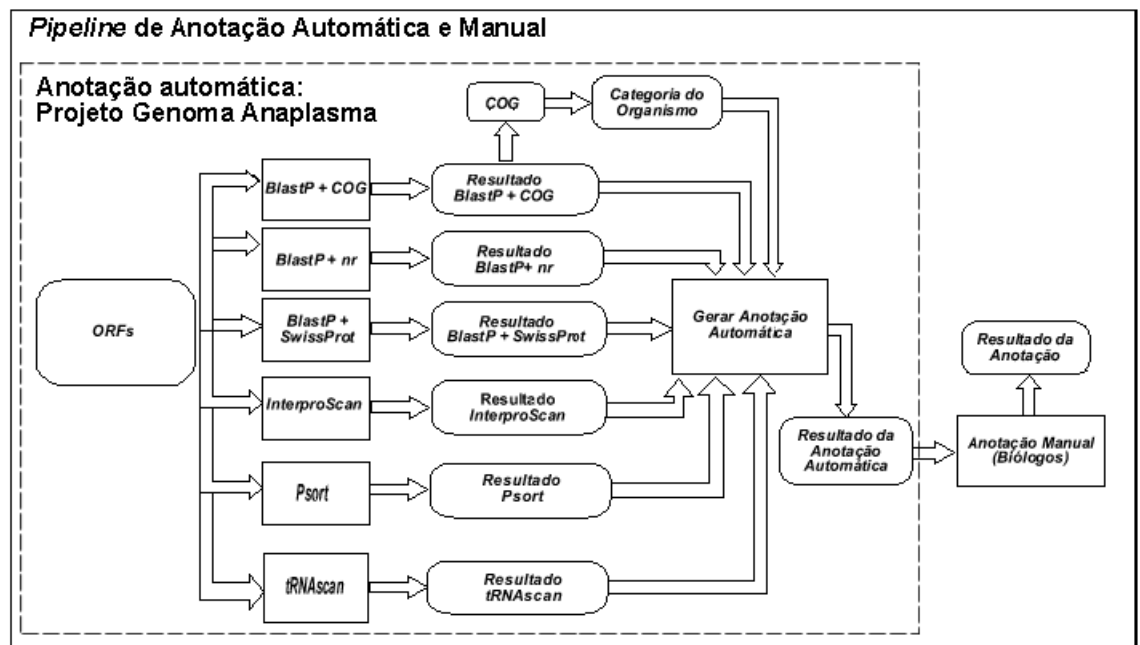 Pipeline de Anotação Automática e Manual
Anotação automática:
Projeto Genoma Anaplasma
COG
Categoria do
Organismo
BlastP + COG
Resultado
BlastP + COG
BlastP + nr
Resultado
BlastP+ nr
ORFs
BlastP +
SwissProt
Resultado
BlastP + SwissProt
Gerar Anotação
Automática
Resultado da
Anotação
InterproScan
Resultado
InterproScan
Resultado da
Anotação
Automática
Anotação Manual
(Biólogos)
Psort
Resultado
Psort
tRNAscan
Resultado
tRNAscan